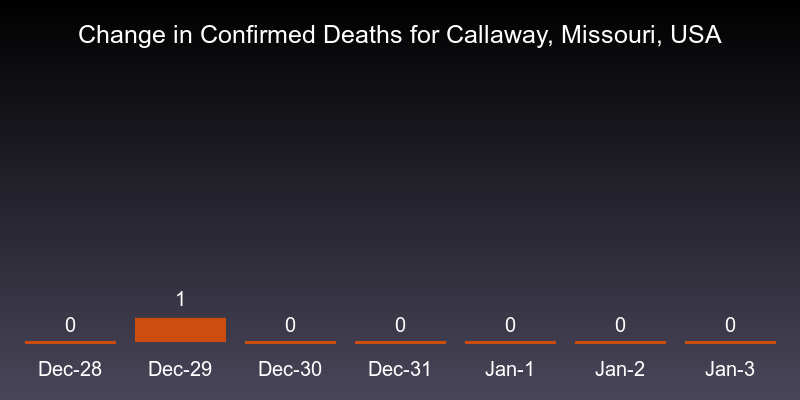 Change in Confirmed Deaths for Callaway, Missouri, USA
1
0 0 0 0 0 0
Dec-28 Dec-29 Dec-30 Dec-31 Jan-1 Jan-2 Jan-3